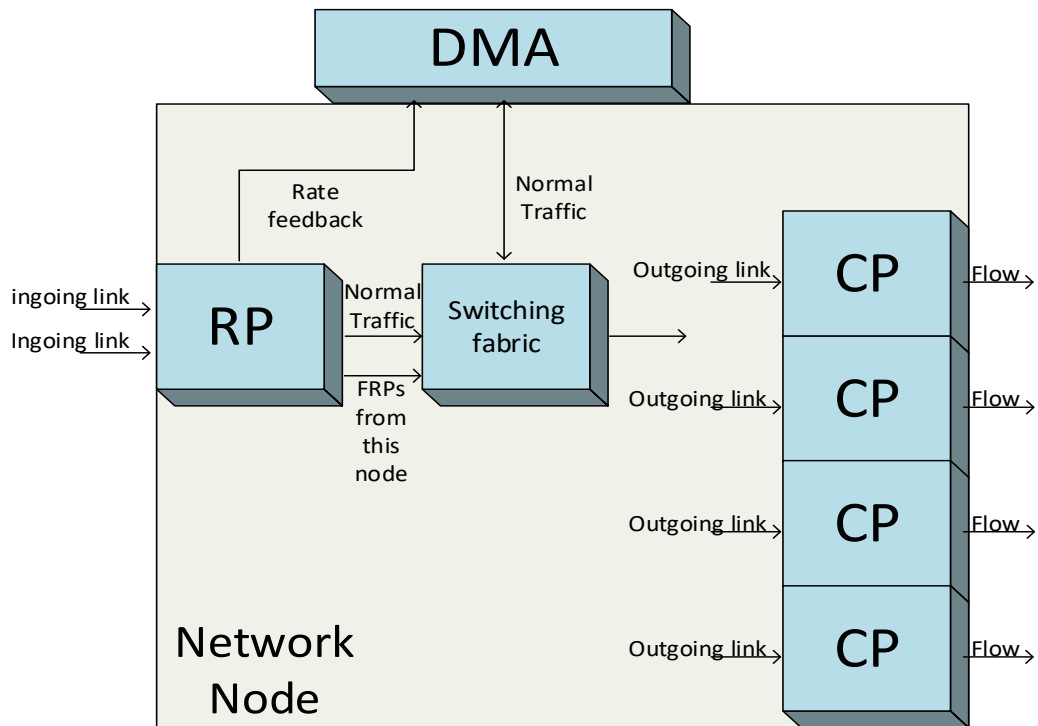 DMA
Rate
feedback
Normal
Traffic
ingoing link
Ingoing link
RP
Normal
Traffic
FRPs
from
this
node
Switching
fabric
Outgoing link
CP
Flow
Outgoing link
CP
Flow
Outgoing link
CP
Flow
Outgoing link
CP
Flow
Network
Node